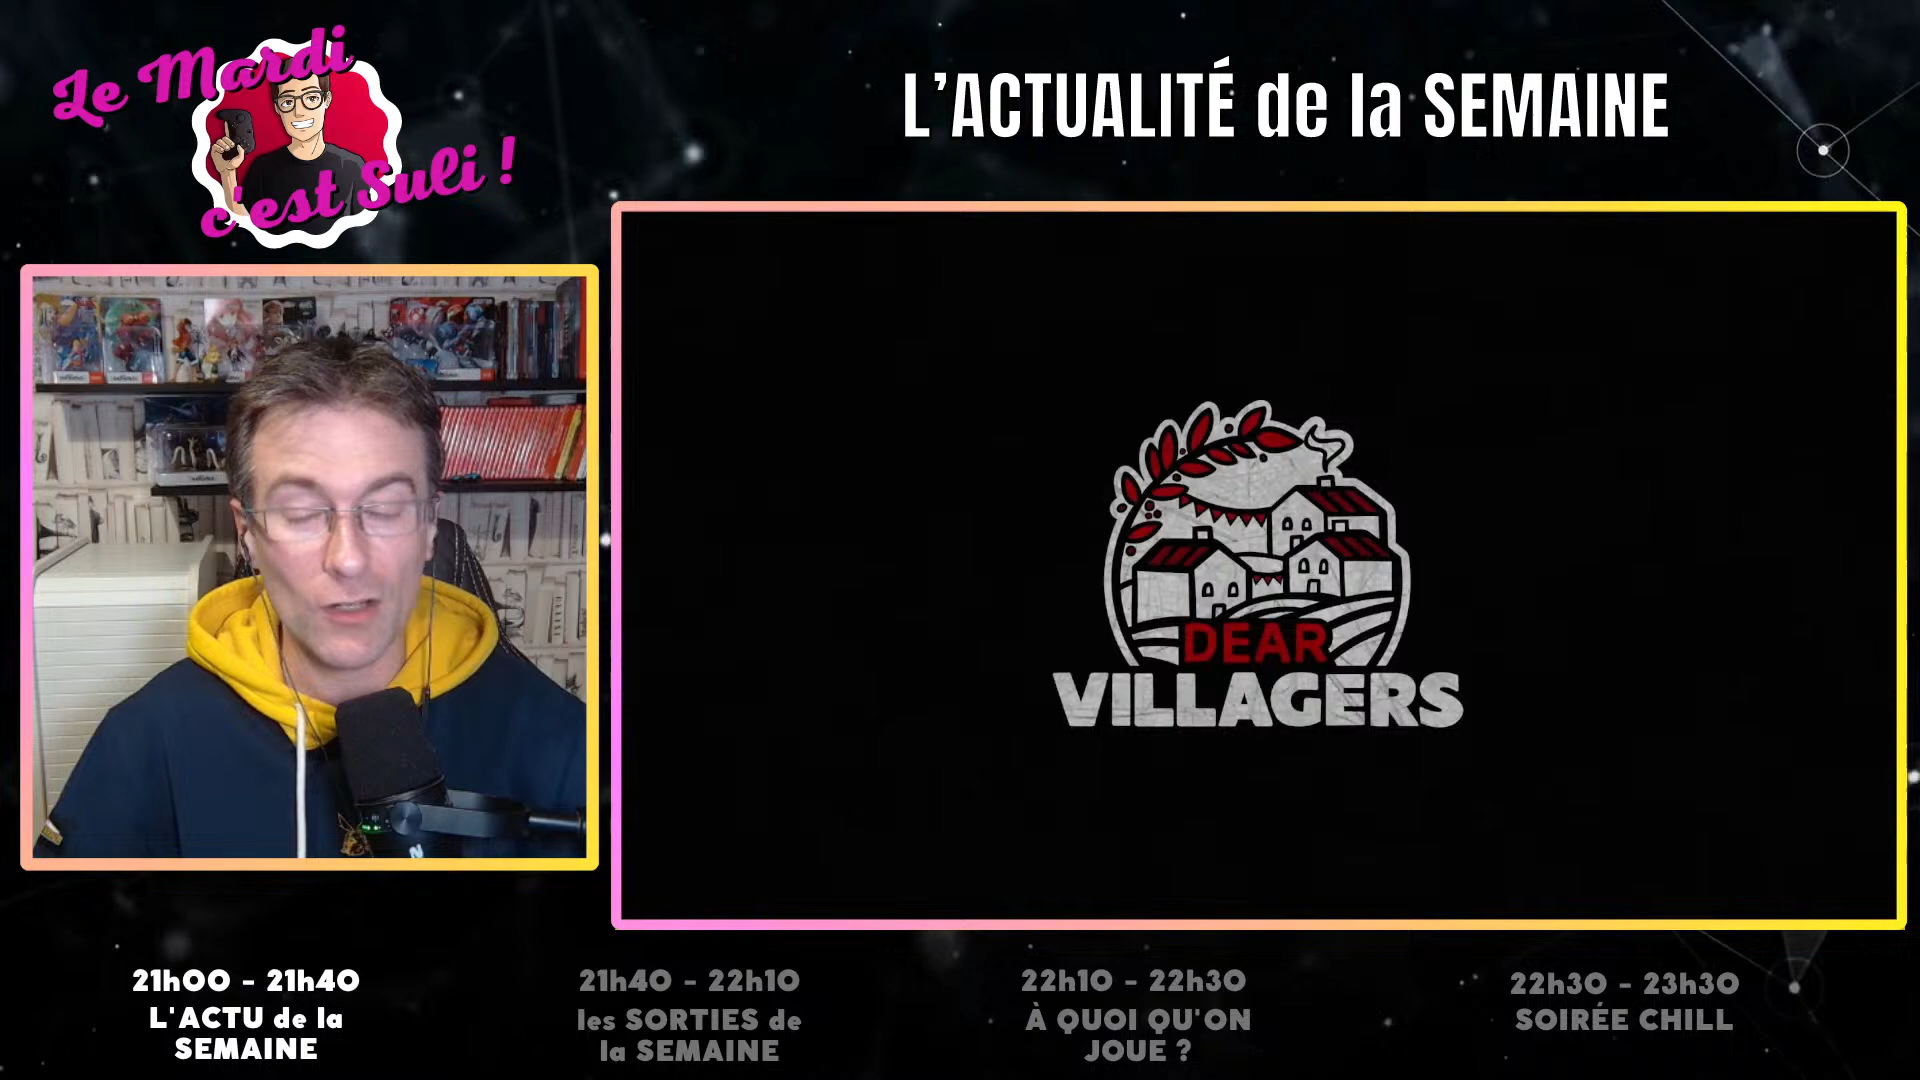 Le Mardi
c'est Suli !
L'ACTUALITÉ de la SEMAINE
DEAR
VILLAGERS
21h00 - 21h40
L'ACTU de la
SEMAINE
21h40 - 22h10
les SORTIES de
la SEMAINE
22h10 - 22h30
À QUOI QU'ON
JOUE ?
22h30 - 23h30
SOIRÉE CHILL